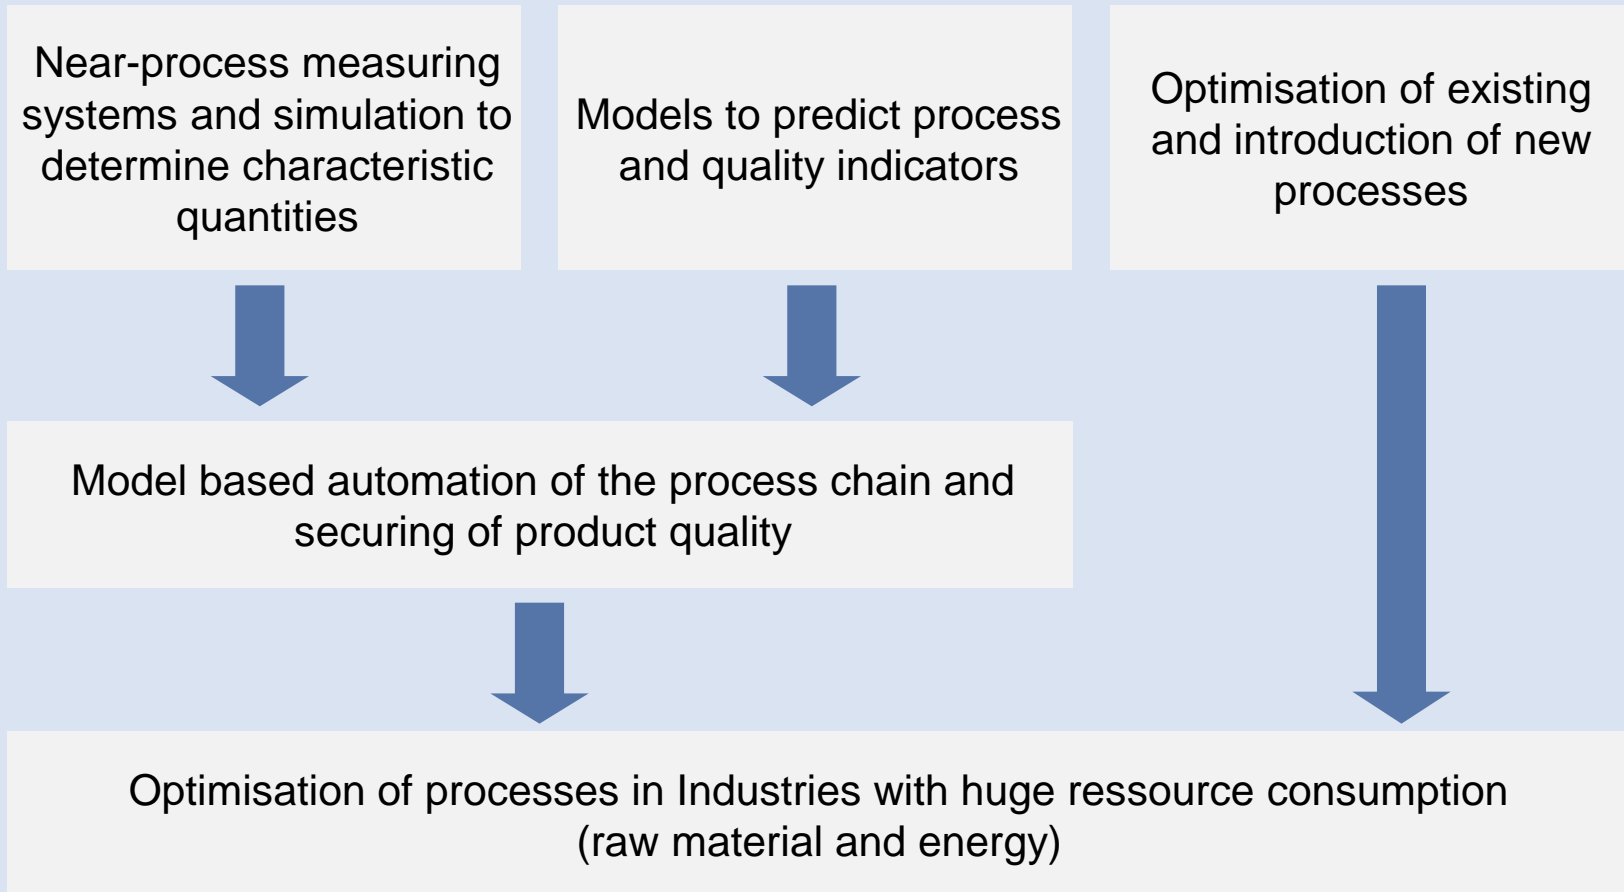 Near-process measuring
systems and simulation to
determine characteristic
quantities
Models to predict process
and quality indicators
Optimisation of existing
and introduction of new
processes
Model based automation of the process chain and
securing of product quality
Optimisation of processes in Industries with huge ressource consumption
(raw material and energy)